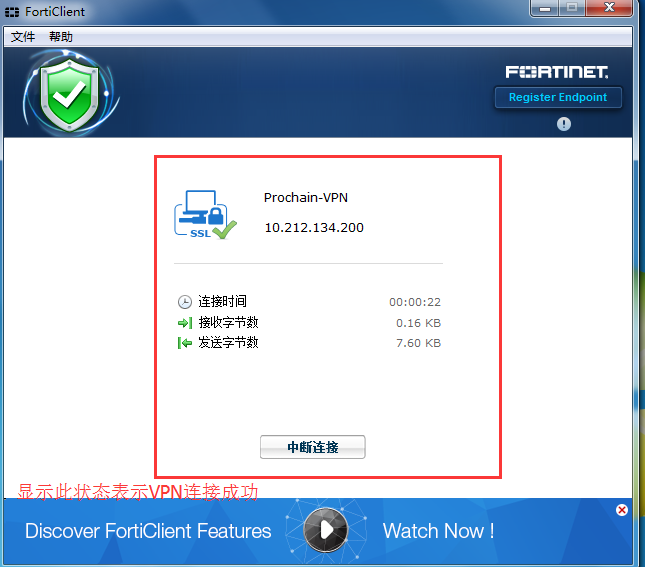 FortiClient
文件 帮助
FORTINET
Register Endpoint
Prochain-VPN
10.212.134.200
SSL
连接时间 00:00:22
接收字节数 0.16 KB
发送字节数 7.60 KB
中断连接
显示此状态表示VPN连接成功
Discover FortiClient Features Watch Now !